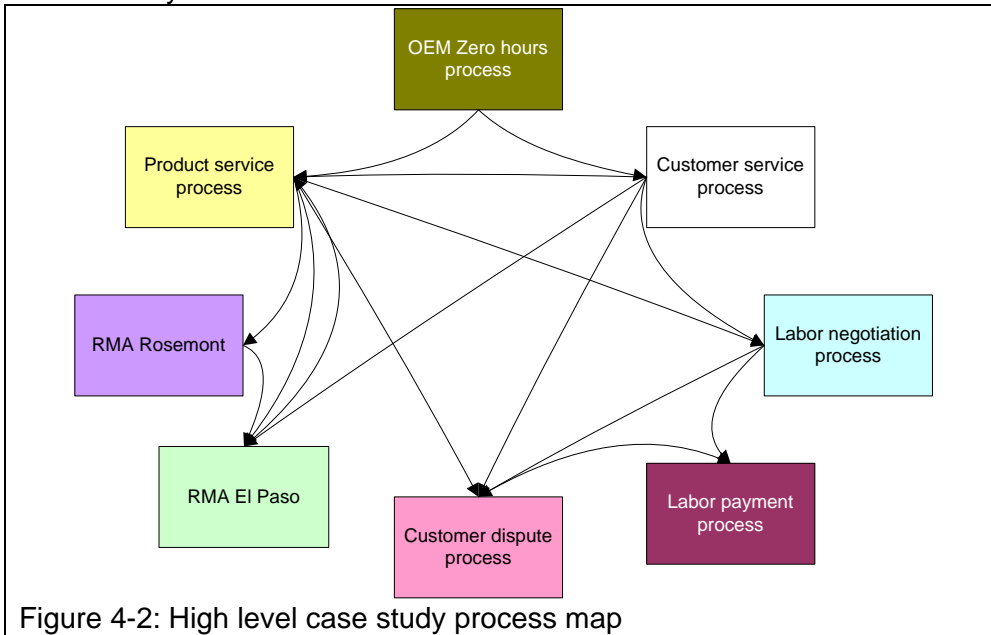 OEM Zero hours
process
Product service
process
Customer service
process
RMA Rosemont
Labor negotiation
process
RMA El Paso
Customer dispute
process
Labor payment
process
Figure 4-2: High level case study process map